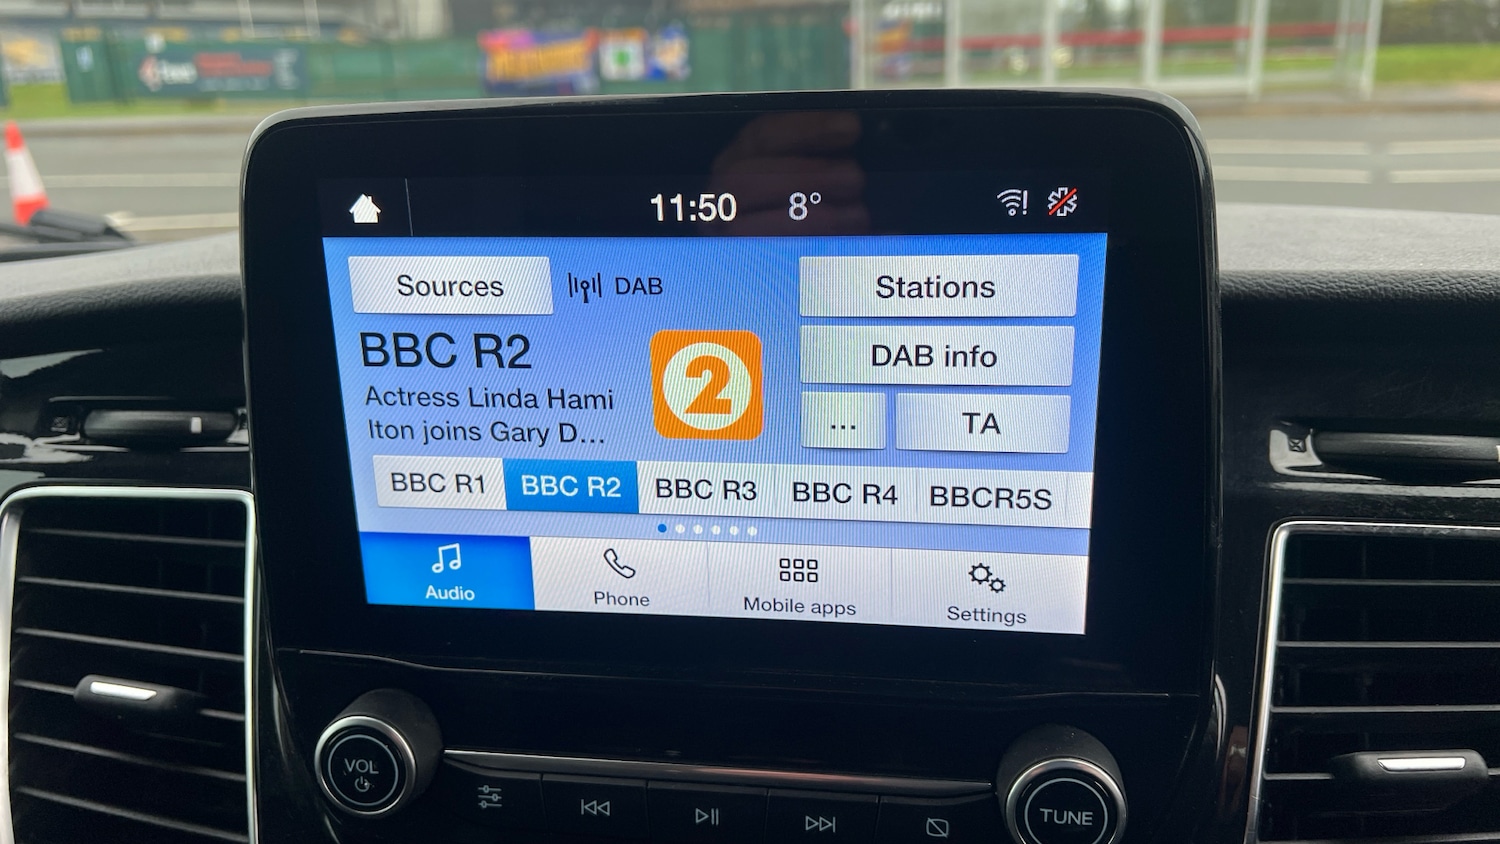 11:50 8°
Sources DAB Stations
BBC R2
2
DAB info
Actress Linda Hami
lton joins Gary D...
... TA
BBC R1 BBC R2 BBC R3 BBC R4 BBCR5S
Audio Phone Mobile apps Settings
VOL
TUNE